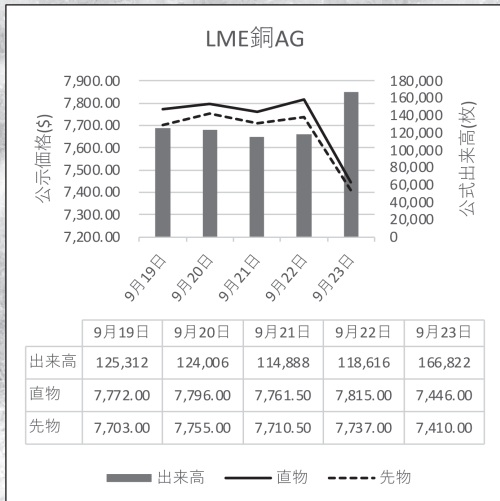 LME銅AG
公示価格($)
7,900.00
7,800.00
7,700.00
7,600.00
7,500.00
7,400.00
7,300.00
7,200.00
180,000
160,000
140,000
120,000
100,000
80,000
60,000
40,000
20,000
0
公式出来高(枚)
9月19日 9月20日 9月21日 9月22日 9月23日
9月19日 9月20日 9月21日 9月22日 9月23日
出来高 125,312 124,006 114,888 118,616 166,822
直物 7,772.00 7,796.00 7,761.50 7,815.00 7,446.00
先物 7,703.00 7,755.00 7,710.50 7,737.00 7,410.00
出来高 直物 先物